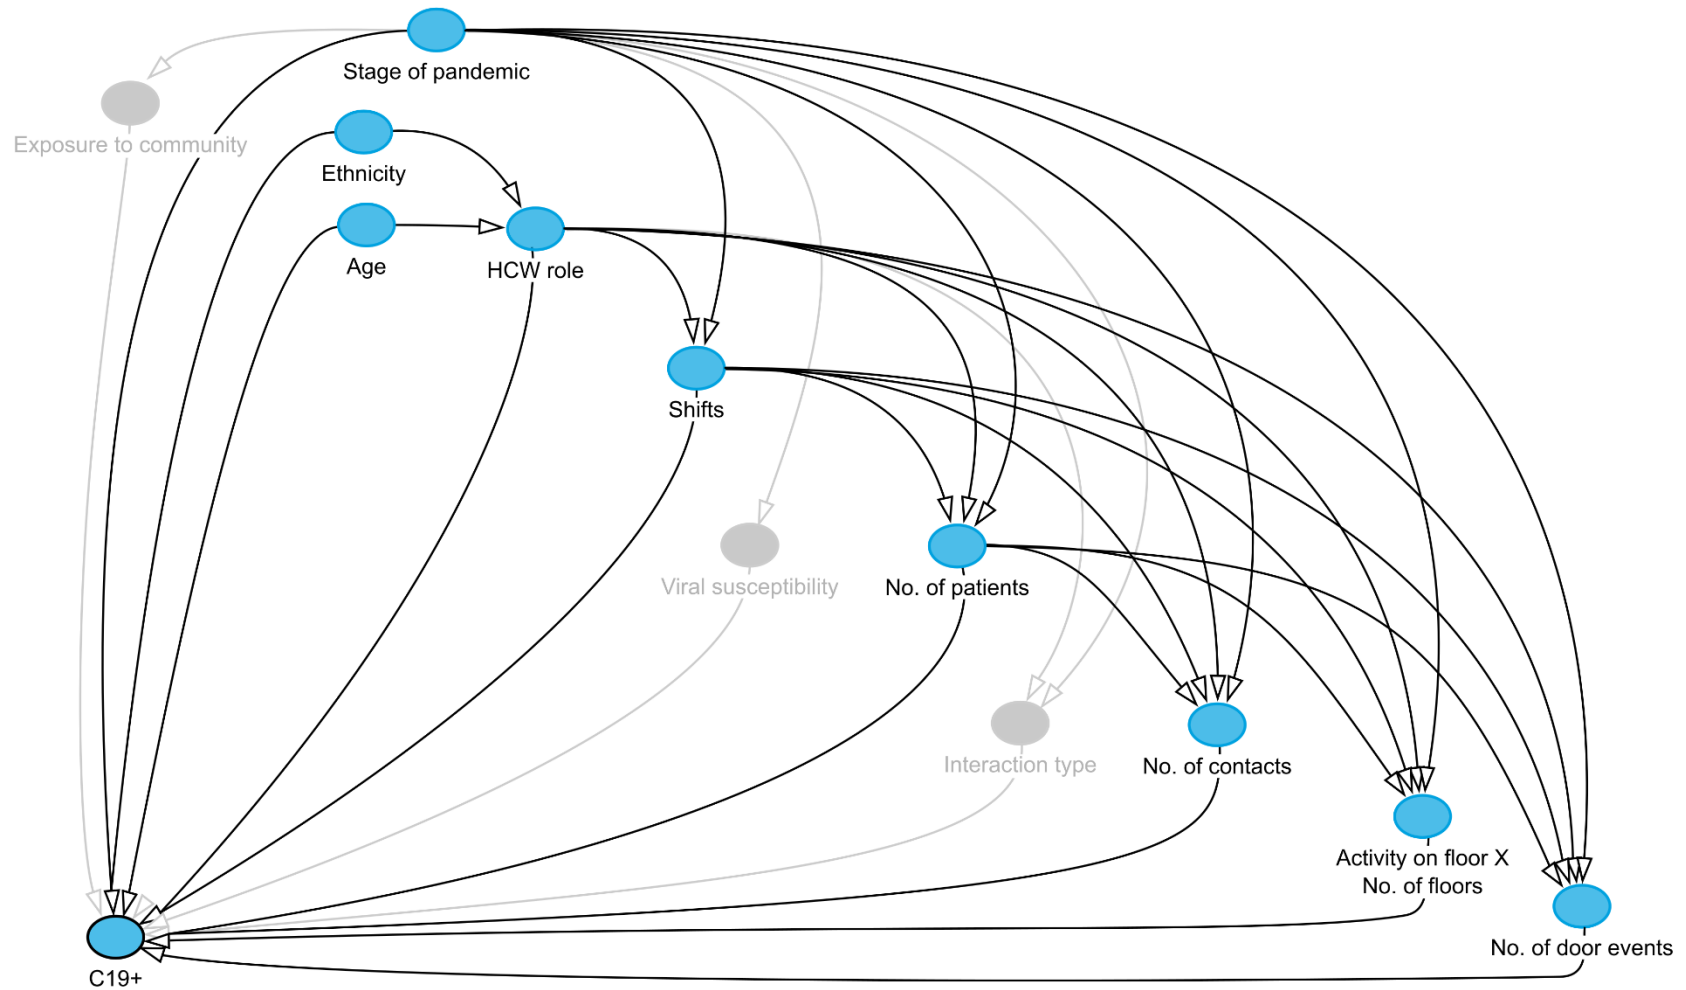 Stage of pandemic
Exposure to community
Ethnicity
Age
HCW role
Shifts
Viral susceptibility
No. of patients
Interaction type
No. of contacts
Activity on floor X
No. of floors
No. of door events
C19+